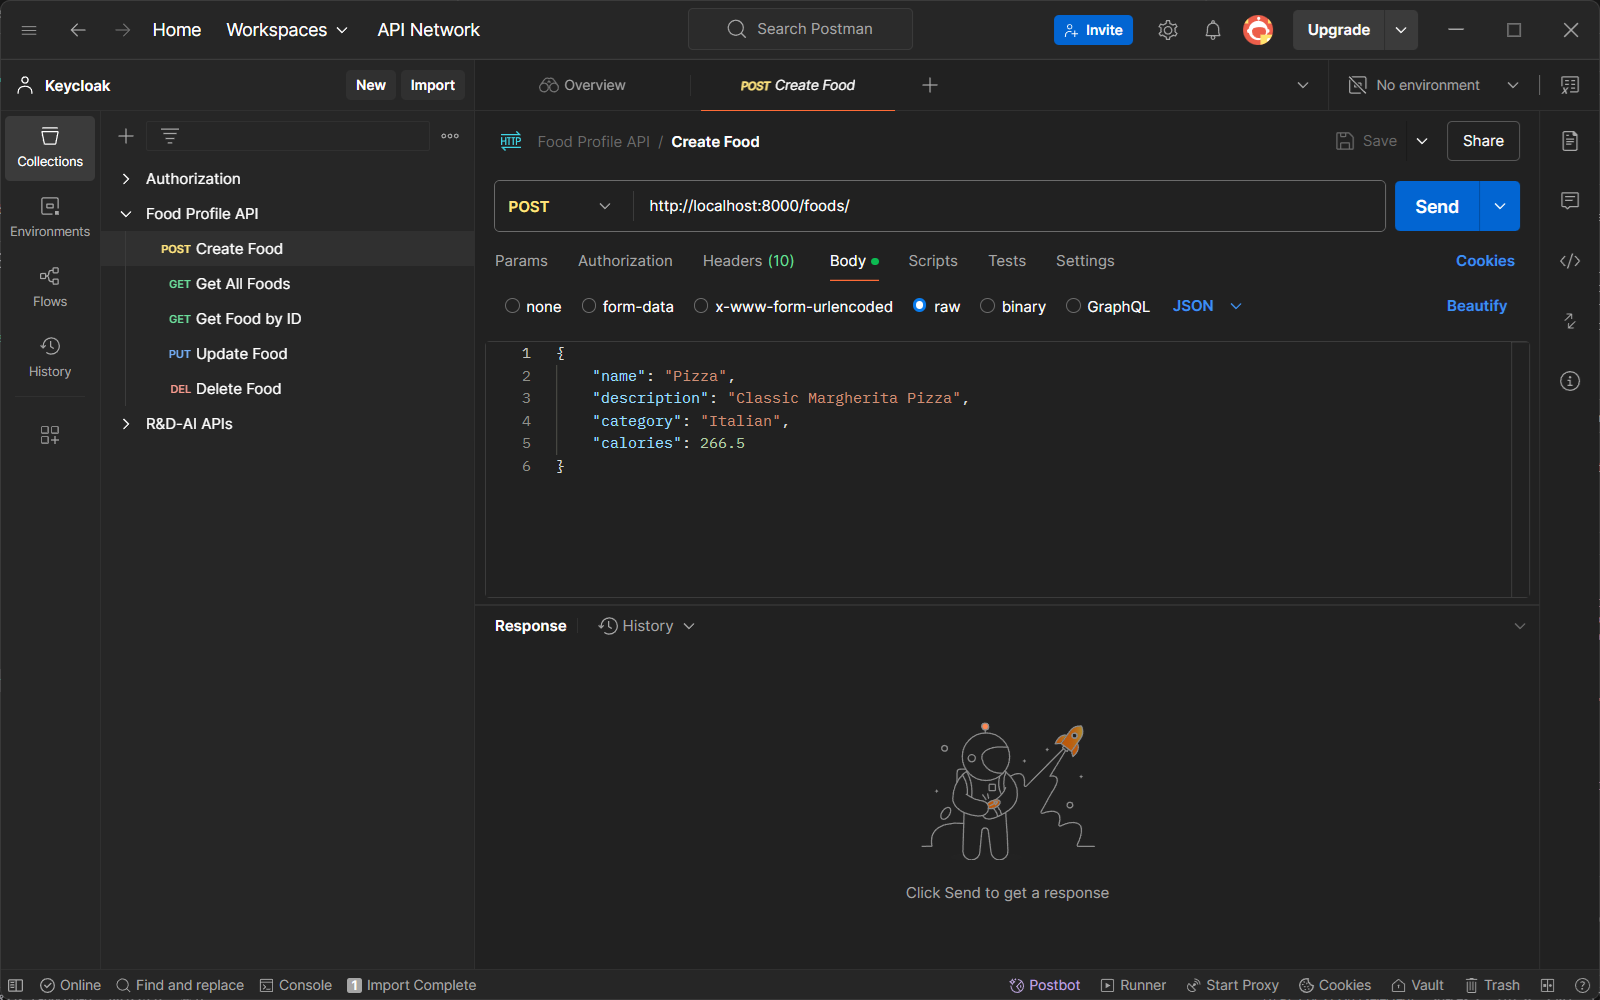 Home Workspaces API Network Search Postman Invite Upgrade
Keycloak New Import Overview POST Create Food No environment
Collections
Environments
Flows
History
Authorization
Food Profile API
POST Create Food
GET Get All Foods
GET Get Food by ID
PUT Update Food
DEL Delete Food
R&D-AI APIs
HTTP Food Profile API / Create Food Save Share
POST http://localhost:8000/foods/ Send
Params Authorization Headers (10) Body Scripts Tests Settings Cookies
none form-data x-www-form-urlencoded raw binary GraphQL JSON Beautify
1 {
2 "name": "Pizza",
3 "description": "Classic Margherita Pizza",
4 "category": "Italian",
5 "calories": 266.5
6 }
Response History
Click Send to get a response
Online Find and replace Console 1 Import Complete Postbot Runner Start Proxy Cookies Vault Trash